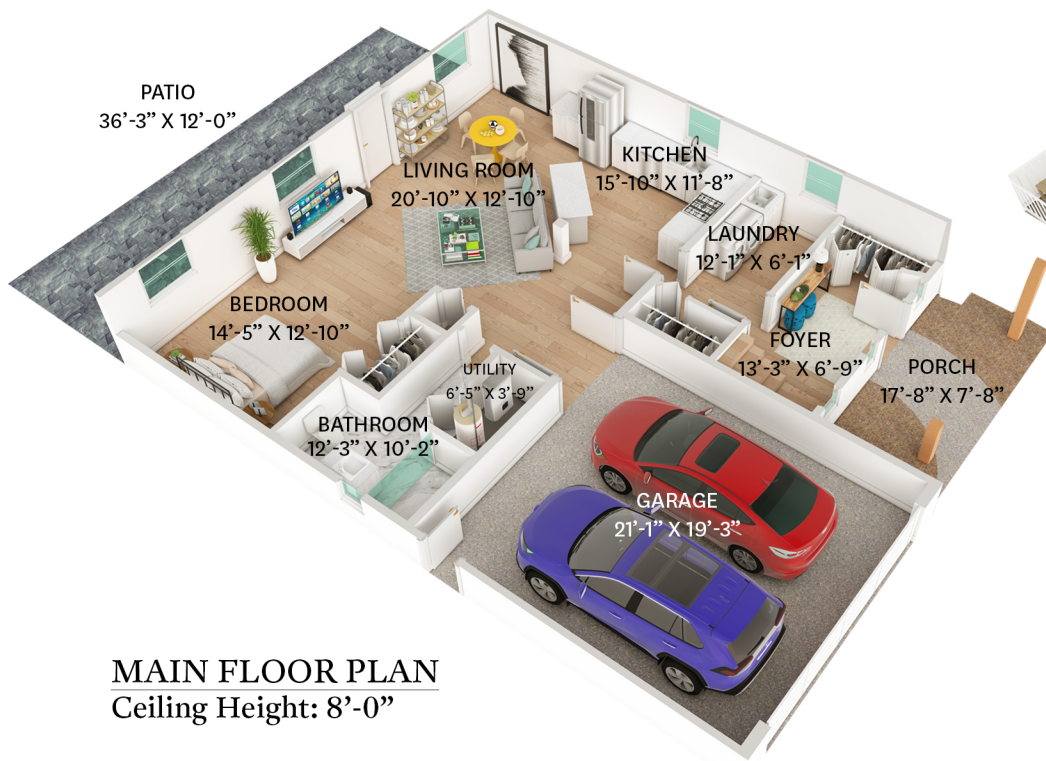 PATIO
36’-3” X 12’-0”
LIVING ROOM
20’-10” X 12’-10”
KITCHEN
15’-10” X 11’-8”
LAUNDRY
12’-1” X 6’-1”
BEDROOM
14’-5” X 12’-10”
FOYER
13’-3” X 6’-9”
PORCH
17’-8” X 7’-8”
UTILITY
6’-5” X 3’-9”
BATHROOM
12’-3” X 10’-2”
GARAGE
21’-1” X 19’-3”
MAIN FLOOR PLAN
Ceiling Height: 8’-0”